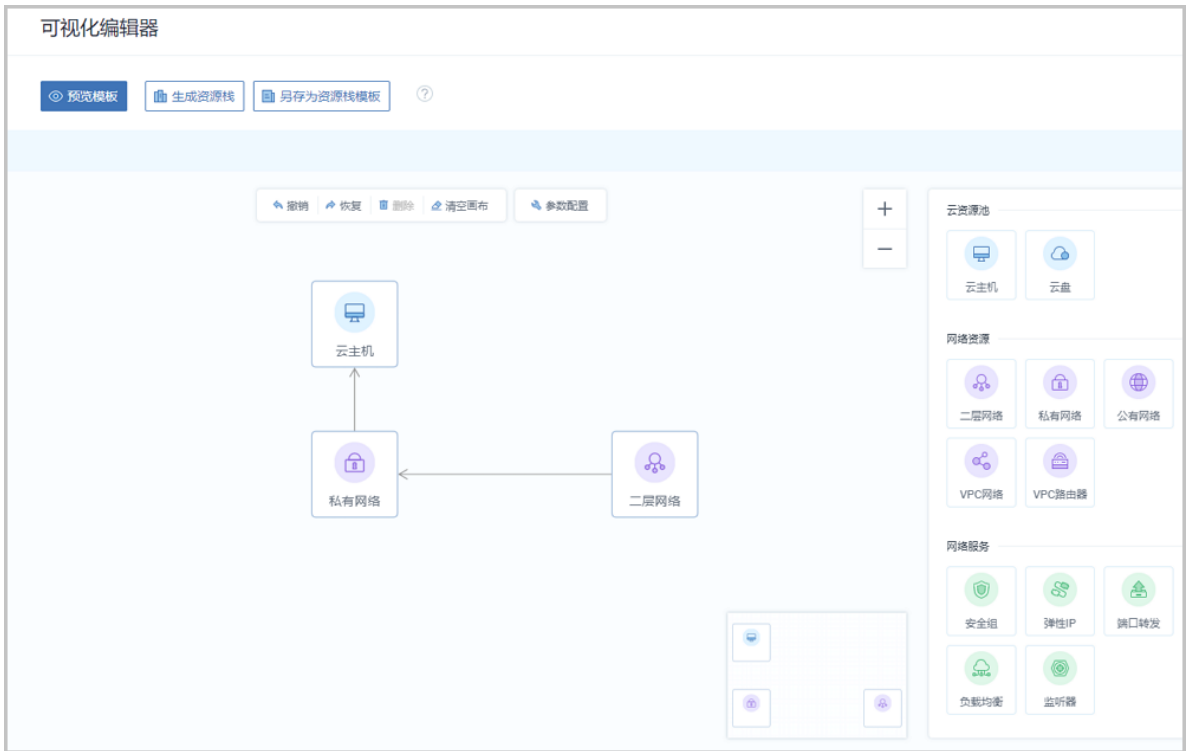 可视化编辑器
预览模板 生成资源栈 另存为资源栈模板 ?
撤销 恢复 删除 清空画布 参数配置
+
−
云资源池
云主机 云盘
网络资源
二层网络 私有网络 公有网络
VPC网络 VPC路由器
网络服务
安全组 弹性IP 端口转发
负载均衡 监听器
云主机
私有网络 二层网络